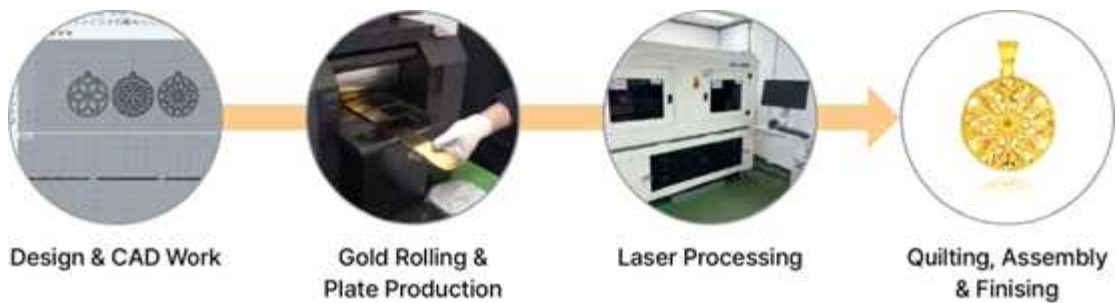 Design & CAD Work
Gold Rolling &
Plate Production
Laser Processing
Quilting, Assembly
& Finising